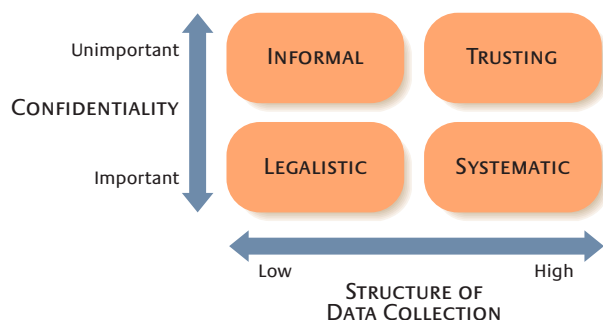 Unimportant
INFORMAL
TRUSTING
CONFIDENTIALITY
Important
LEGALISTIC
SYSTEMATIC
Low
High
STRUCTURE OF
DATA COLLECTION